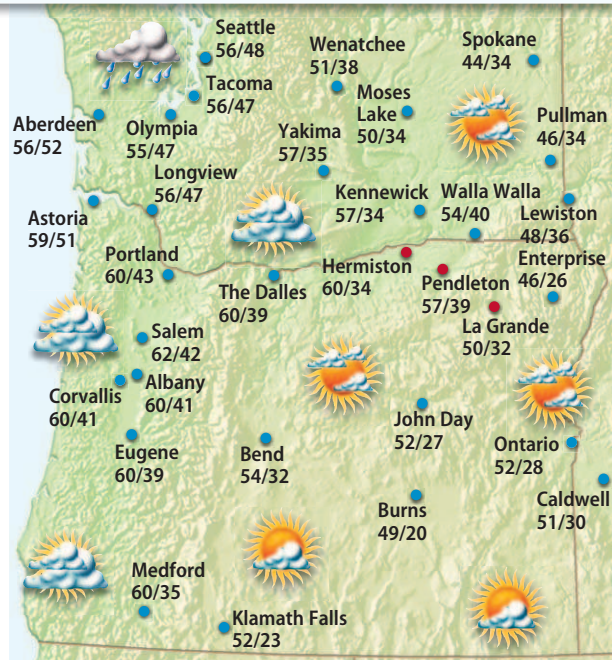 Seattle
56/48
Wenatchee
51/38
Spokane
44/34
Tacoma
56/47
Moses
Lake
50/34
Aberdeen
56/52
Olympia
55/47
Yakima
57/35
Pullman
46/34
Longview
56/47
Kennewick
57/34
Walla Walla
54/40
Lewiston
48/36
Astoria
59/51
Portland
60/43
The Dalles
60/39
Hermiston
60/34
Pendleton
57/39
Enterprise
46/26
La Grande
50/32
Salem
62/42
Albany
60/41
Corvallis
60/41
John Day
52/27
Eugene
60/39
Bend
54/32
Ontario
52/28
Caldwell
51/30
Burns
49/20
Medford
60/35
Klamath Falls
52/23